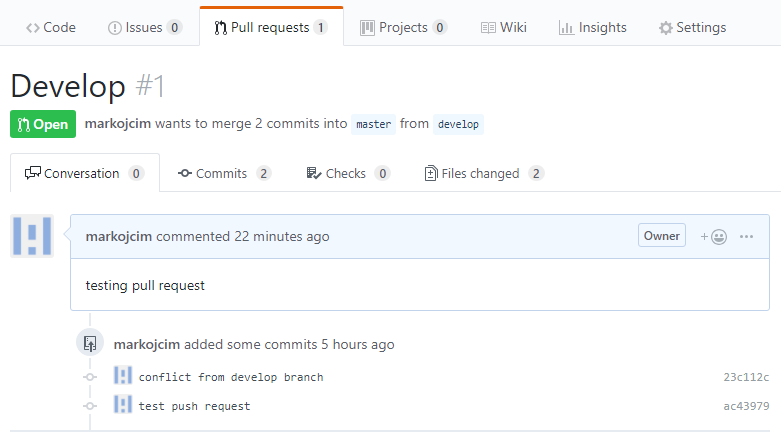 Code Issues 0 Pull requests 1 Projects 0 Wiki Insights Settings
Develop #1
Open markojcim wants to merge 2 commits into master from develop
Conversation 0 Commits 2 Checks 0 Files changed 2
markojcim commented 22 minutes ago Owner
testing pull request
markojcim added some commits 5 hours ago
conflict from develop branch 23c112c
test push request ac43979